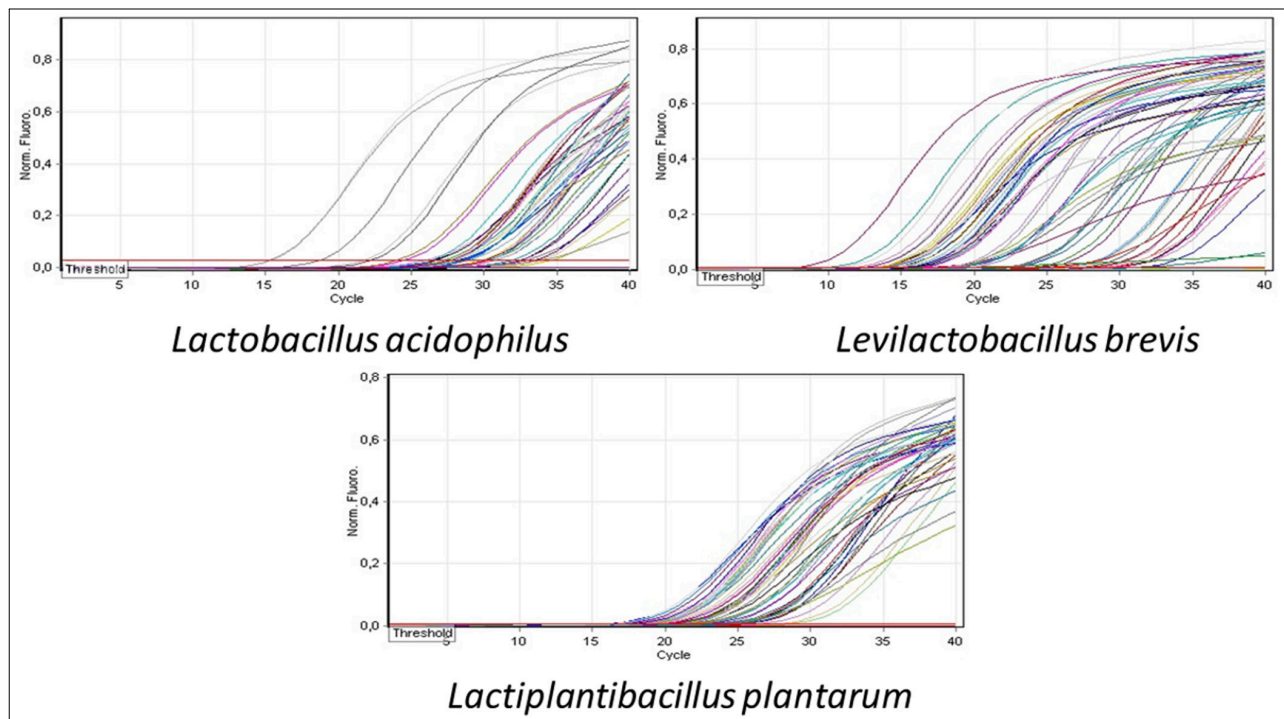 0,8
0,6
0,4
0,2
0,0
Norm. Fluoro.
Threshold
5 10 15 20 25 30 35 40
Cycle
Lactobacillus acidophilus
0,8
0,6
0,4
0,2
0,0
Norm. Fluoro.
Threshold
5 10 15 20 25 30 35 40
Cycle
Levilactobacillus brevis
0,8
0,6
0,4
0,2
0,0
Norm. Fluoro.
Threshold
5 10 15 20 25 30 35 40
Cycle
Lactiplantibacillus plantarum